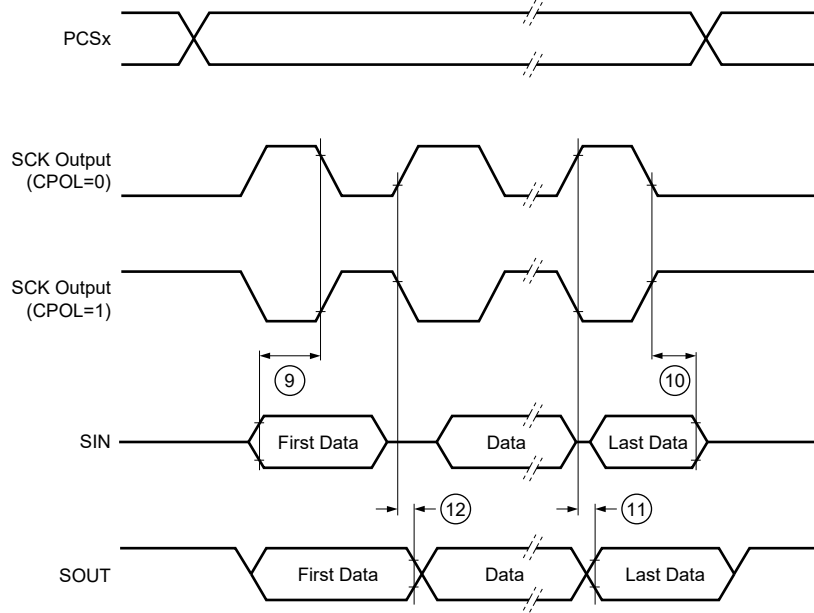 PCSx
SCK Output
(CPOL=0)
SCK Output
(CPOL=1)
9
10
SIN
First Data
Data
Last Data
12
11
SOUT
First Data
Data
Last Data